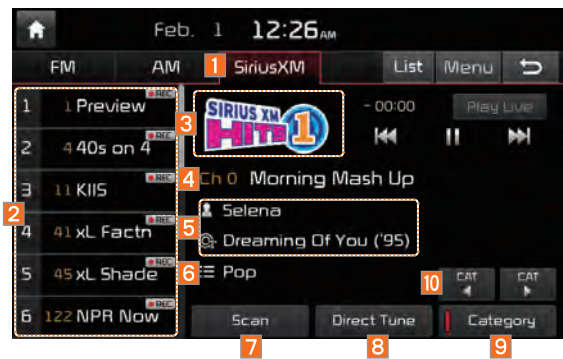 Feb. 1 12:26 AM
FM AM 1 SiriusXM List Menu
1 1 Preview REC
2 4 40s on 4 REC
3 11 KIIS REC
4 41 xL Factn REC
5 45 xL Shade REC
6 122 NPR Now REC
2
3
SIRIUS XM
HITS 1
- 00:00 Play Live
4 Ch 0 Morning Mash Up
5
Selena
Dreaming Of You ('95)
6 Pop
10 CAT CAT
Scan Direct Tune Category
7 8 9